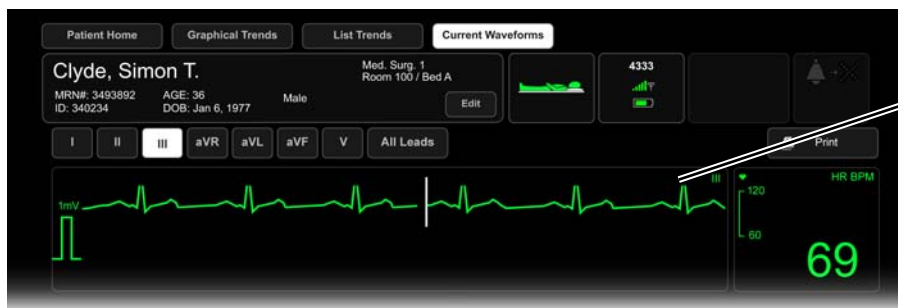 Patient Home Graphical Trends List Trends Current Waveforms
Clyde, Simon T.
Med. Surg. 1
Room 100 / Bed A
MRN#: 3493892 AGE: 36 Male
ID: 340234 DOB: Jan 6, 1977
Edit
4333
I II III aVR aVL aVF V All Leads
Print
III
1mV
HR BPM
120
60
69